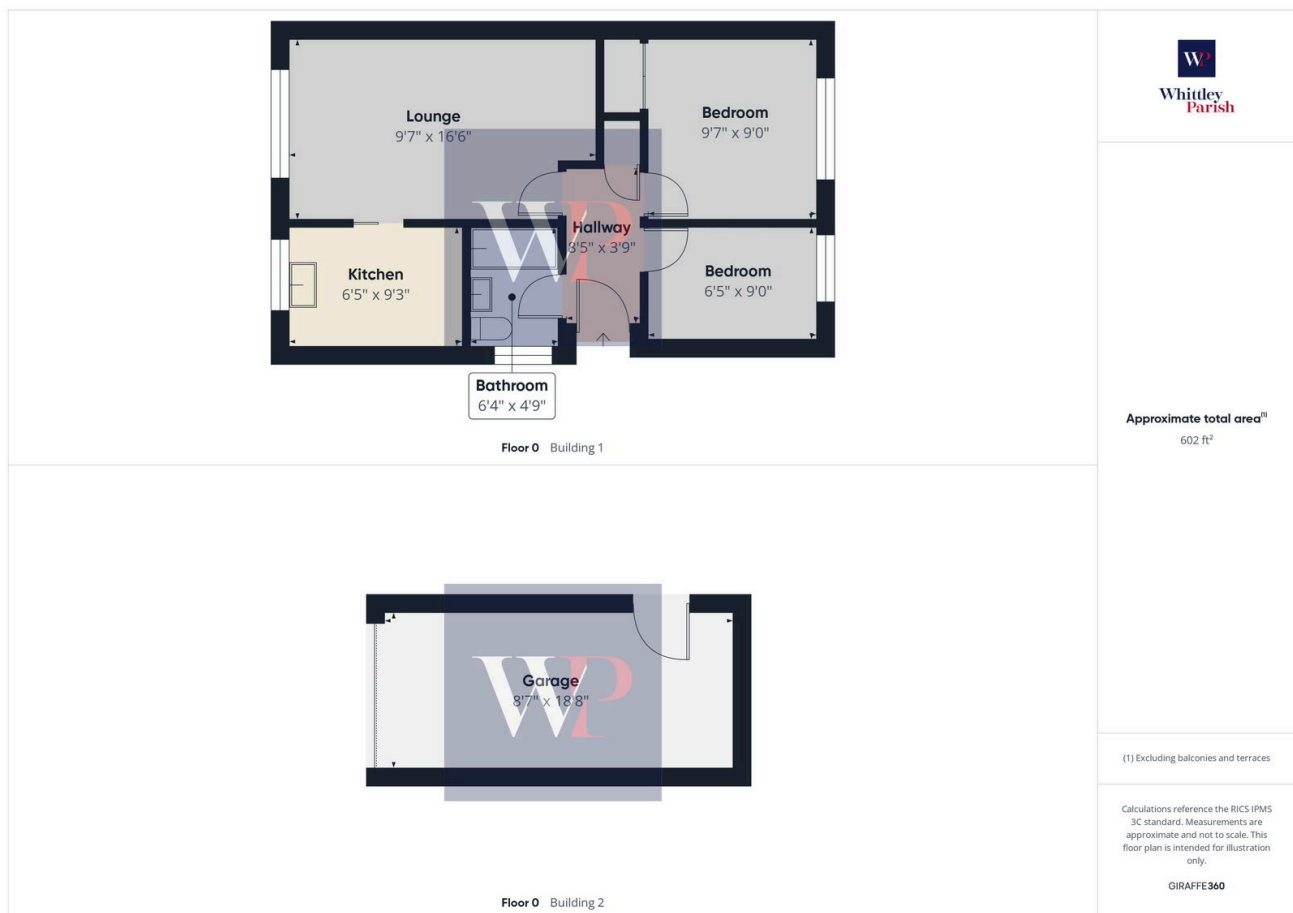 Lounge
9'7" x 16'6"
Bedroom
9'7" x 9'0"
Hallway
8'5" x 3'9"
Kitchen
6'5" x 9'3"
Bedroom
6'5" x 9'0"
Bathroom
6'4" x 4'9"
WP
Floor 0 Building 1
Garage
8'7" x 18'8"
WP
Floor 0 Building 2
WP
Whittley
Parish
Approximate total area(1)
602 ft²
(1) Excluding balconies and terraces
Calculations reference the RICS IPMS
3C standard. Measurements are
approximate and not to scale. This
floor plan is intended for illustration
only.
GIRAFFE360